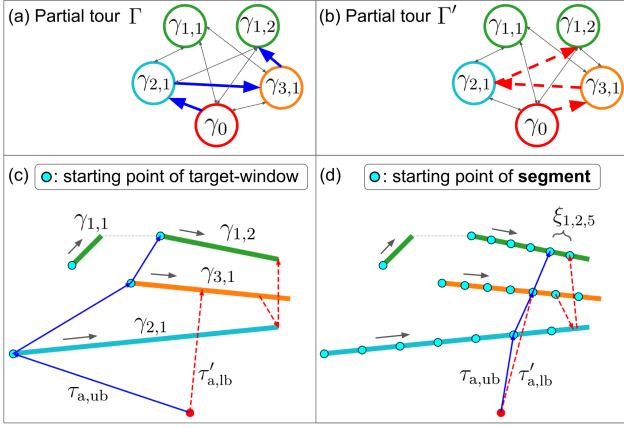 (a) Partial tour Γ
γ1,1
γ1,2
γ2,1
γ3,1
γ0
(b) Partial tour Γ′
γ1,1
γ1,2
γ2,1
γ3,1
γ0
(c)
: starting point of target-window
γ1,1
γ1,2
γ3,1
γ2,1
τa,ub
τ′a,lb
(d)
: starting point of segment
ξ1,2,5
τa,ub
τ′a,lb